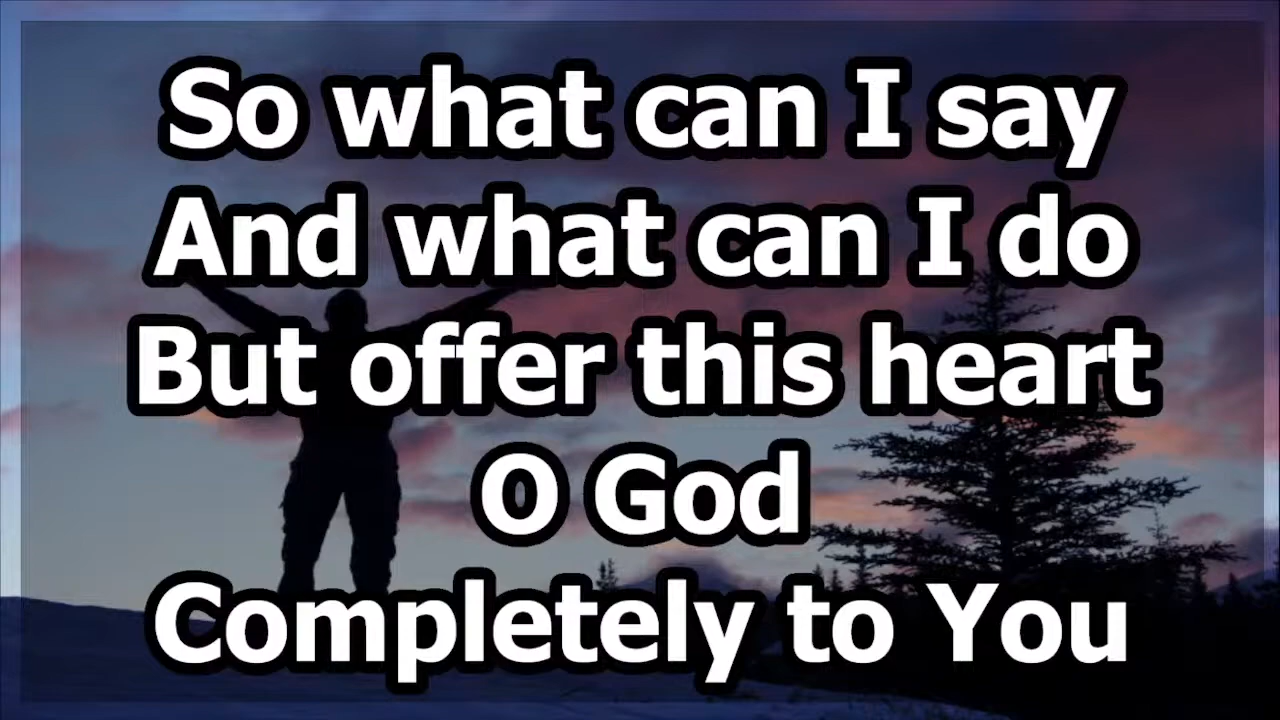 So what can I say
And what can I do
But offer this heart
O God
Completely to You